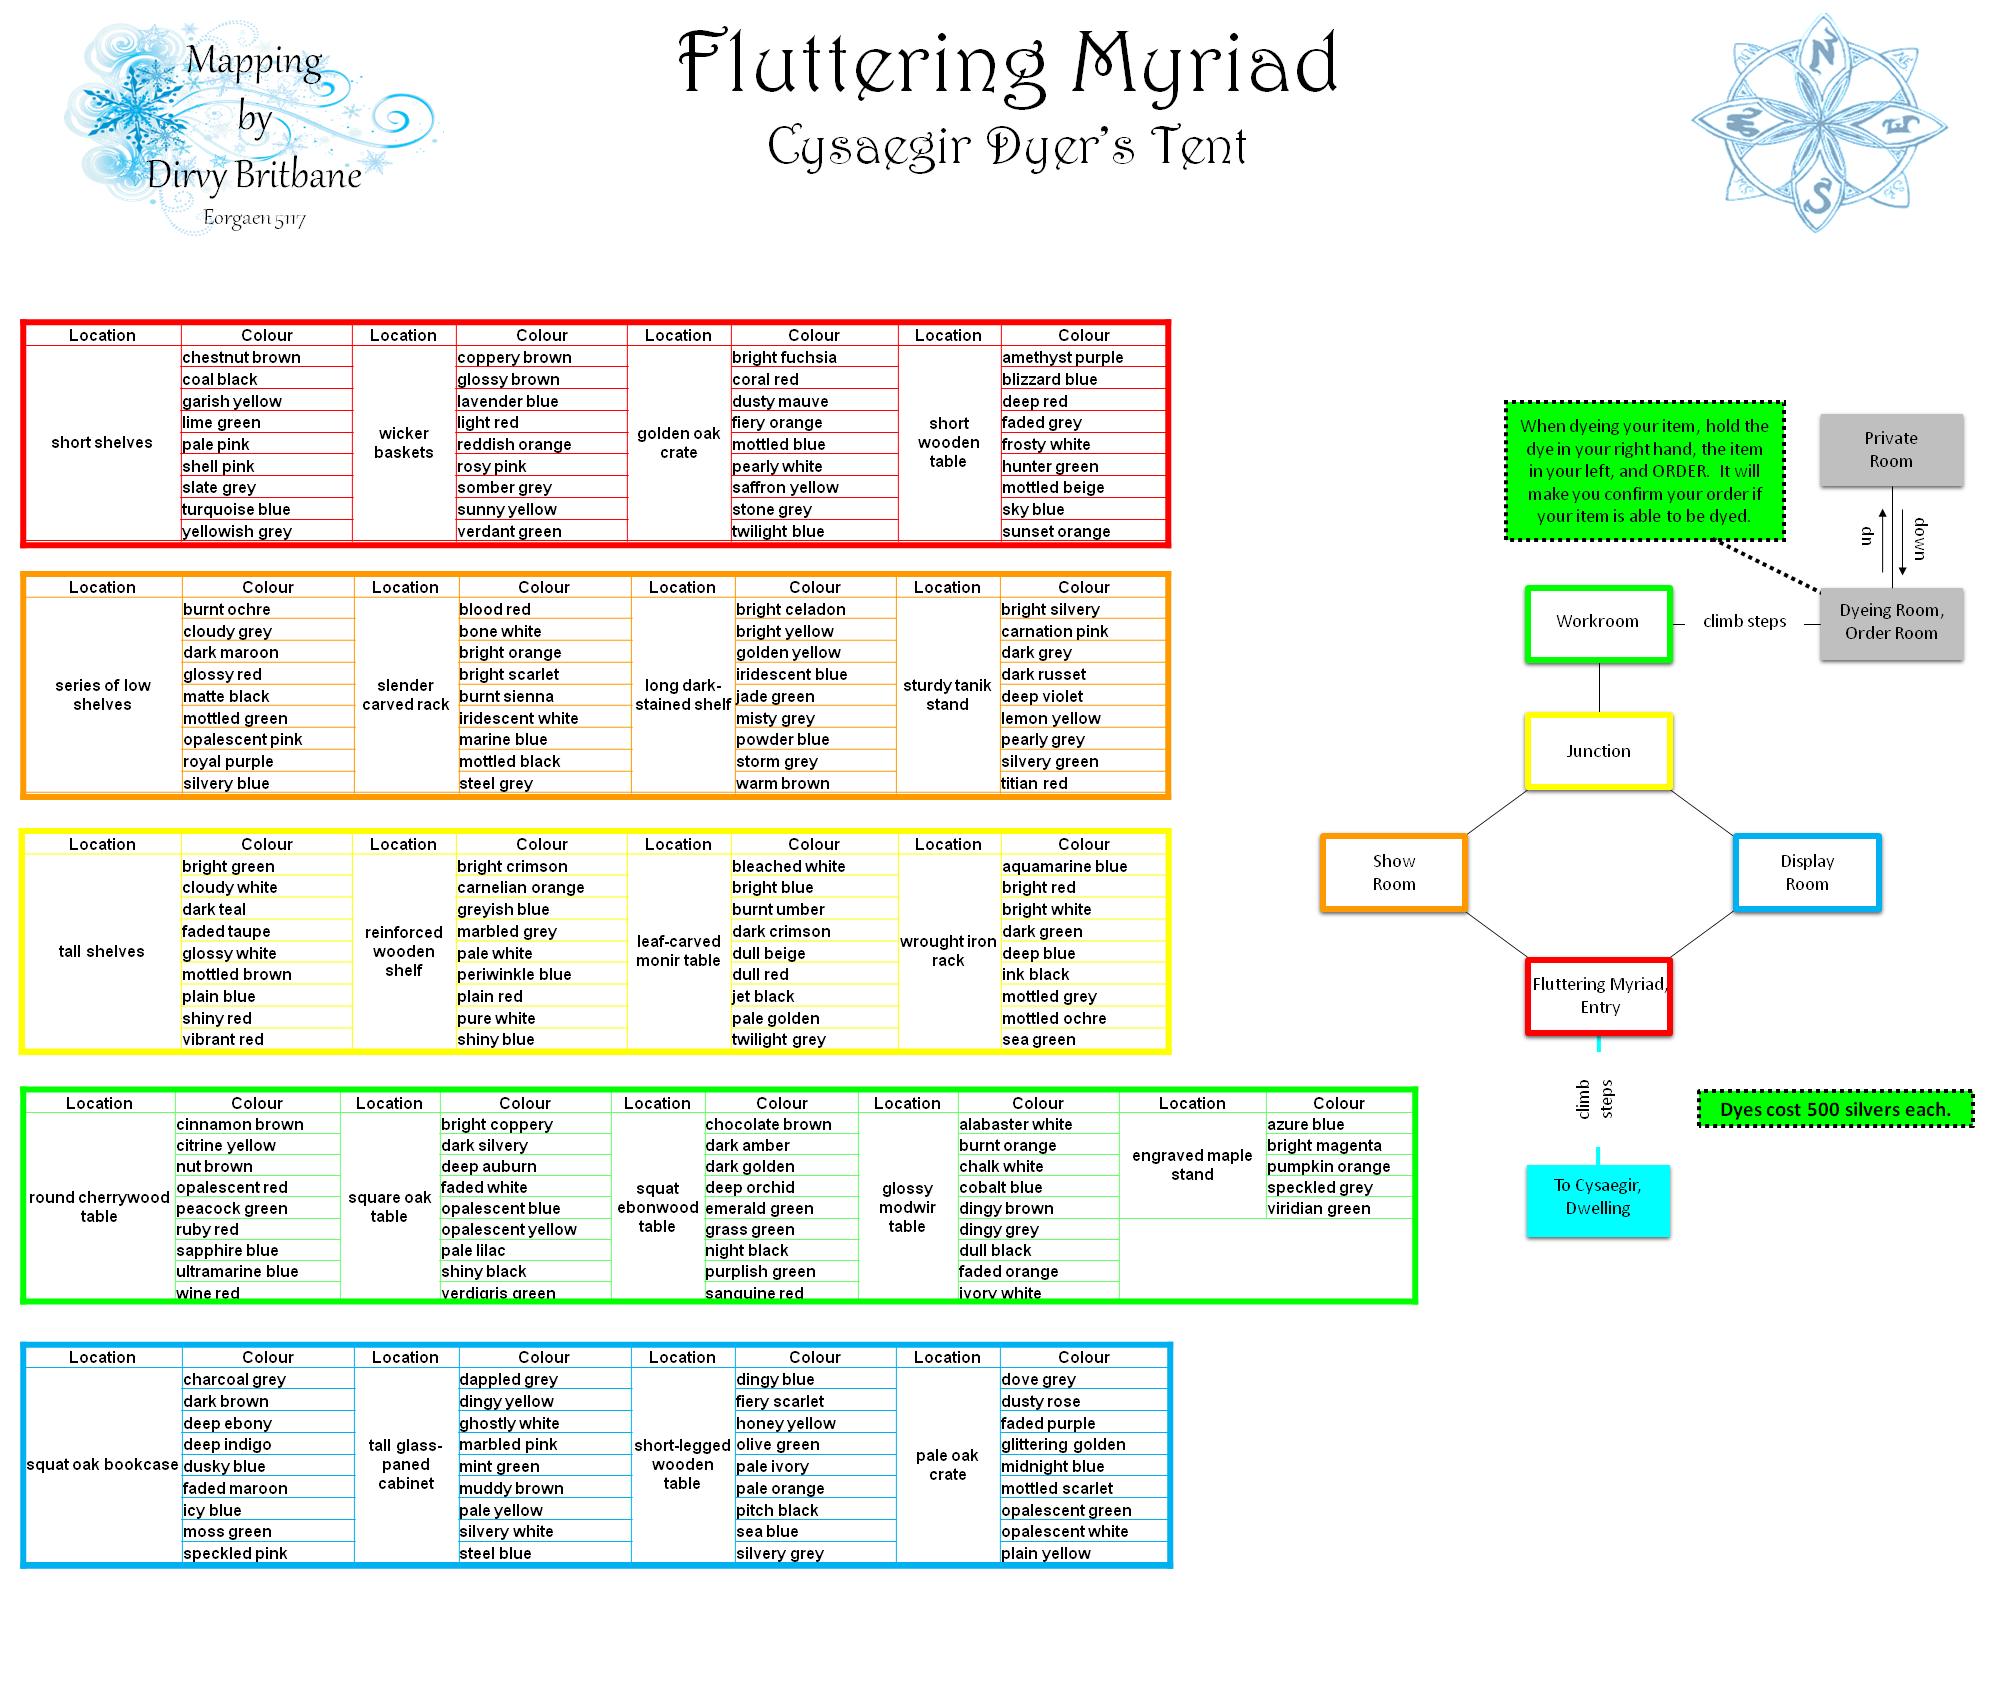 Mapping
by
Dirvy Britbane
Eorgaen 5117
Fluttering Myriad
Cysaegir Dyer's Tent
N
E
S
W
Location Colour Location Colour Location Colour Location Colour
short shelves
wicker
baskets
golden oak
crate
short
wooden
table
chestnut brown coppery brown bright fuchsia amethyst purple
coal black glossy brown coral red blizzard blue
garish yellow lavender blue dusty mauve deep red
lime green light red fiery orange faded grey
pale pink reddish orange mottled blue frosty white
shell pink rosy pink pearly white hunter green
slate grey somber grey saffron yellow mottled beige
turquoise blue sunny yellow stone grey sky blue
yellowish grey verdant green twilight blue sunset orange
Location Colour Location Colour Location Colour Location Colour
series of low
shelves
slender
carved rack
long dark-
stained shelf
sturdy tanik
stand
burnt ochre blood red bright celadon bright silvery
cloudy grey bone white bright yellow carnation pink
dark maroon bright orange golden yellow dark grey
glossy red bright scarlet iridescent blue dark russet
matte black burnt sienna jade green deep violet
mottled green iridescent white misty grey lemon yellow
opalescent pink marine blue powder blue pearly grey
royal purple mottled black storm grey silvery green
silvery blue steel grey warm brown titian red
Location Colour Location Colour Location Colour Location Colour
tall shelves
reinforced
wooden
shelf
leaf-carved
monir table
wrought iron
rack
bright green bright crimson bleached white aquamarine blue
cloudy white carnelian orange bright blue bright red
dark teal greyish blue burnt umber bright white
faded taupe marbled grey dark crimson dark green
glossy white pale white dull beige deep blue
mottled brown periwinkle blue dull red ink black
plain blue plain red jet black mottled grey
shiny red pure white pale golden mottled ochre
vibrant red shiny blue twilight grey sea green
Location Colour Location Colour Location Colour Location Colour Location Colour
round cherrywood
table
square oak
table
squat
ebonwood
table
glossy
modwir
table
engraved maple
stand
cinnamon brown bright coppery chocolate brown alabaster white azure blue
citrine yellow dark silvery dark amber burnt orange bright magenta
nut brown deep auburn dark golden chalk white pumpkin orange
opalescent red faded white deep orchid cobalt blue speckled grey
peacock green opalescent blue emerald green dingy brown viridian green
ruby red opalescent yellow grass green dingy grey
sapphire blue pale lilac night black dull black
ultramarine blue shiny black purplish green faded orange
wine red verdigris green sanguine red ivory white
Location Colour Location Colour Location Colour Location Colour
squat oak bookcase
tall glass-
paned
cabinet
short-legged
wooden
table
pale oak
crate
charcoal grey dappled grey dingy blue dove grey
dark brown dingy yellow fiery scarlet dusty rose
deep ebony ghostly white honey yellow faded purple
deep indigo marbled pink olive green glittering golden
dusky blue mint green pale ivory midnight blue
faded maroon muddy brown pale orange mottled scarlet
icy blue pale yellow pitch black opalescent green
moss green silvery white sea blue opalescent white
speckled pink steel blue silvery grey plain yellow
When dyeing your item, hold the
dye in your right hand, the item
in your left, and ORDER. It will
make you confirm your order if
your item is able to be dyed.
Private
Room
up
down
Workroom
climb steps
Dyeing Room,
Order Room
Junction
Show
Room
Display
Room
Fluttering Myriad,
Entry
climb
steps
Dyes cost 500 silvers each.
To Cysaegir,
Dwelling